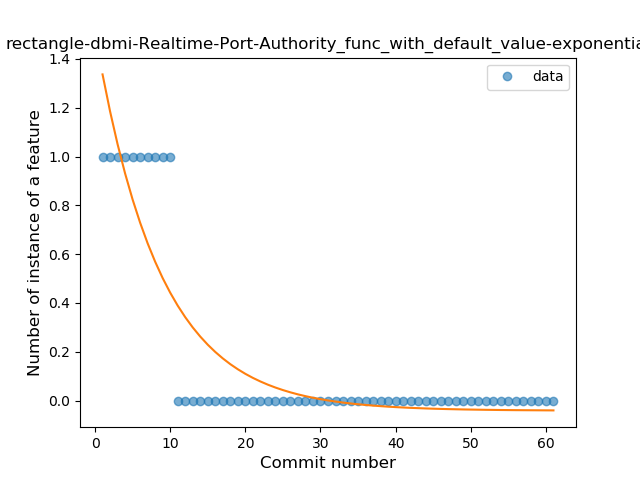 rectangle-dbmi-Realtime-Port-Authority_func_with_default_value-exponentia
data
Number of instance of a feature
1.4
1.2
1.0
0.8
0.6
0.4
0.2
0.0
0 10 20 30 40 50 60
Commit number